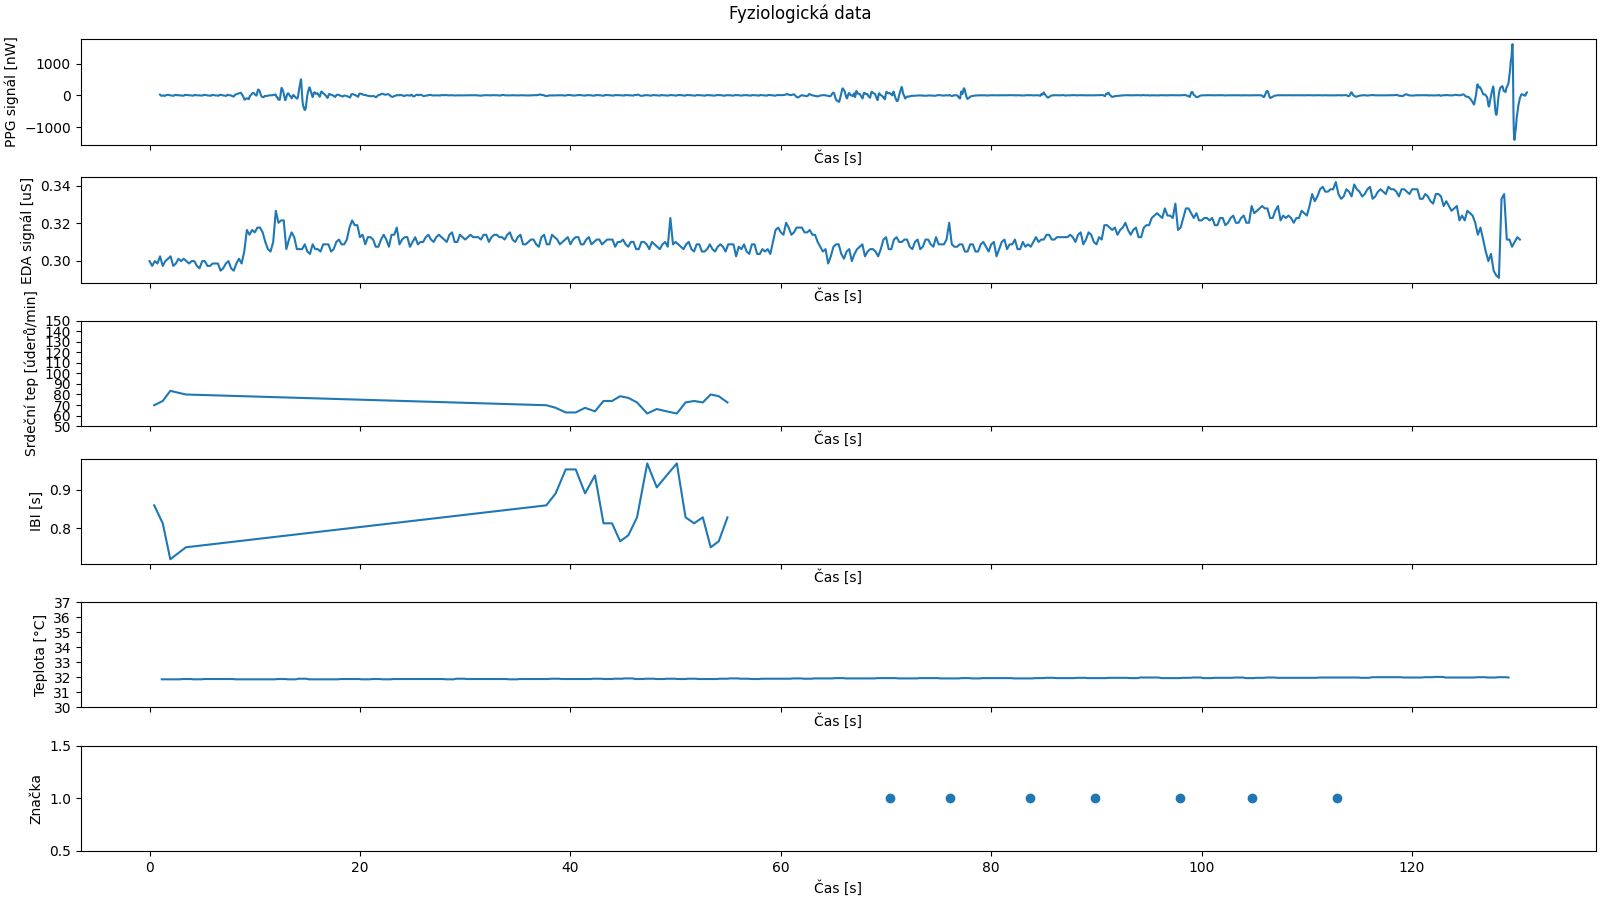 Fyziologická data
PPG signál [nW]
1000
0
−1000
Čas [s]
EDA signál [uS]
0.34
0.32
0.30
Čas [s]
Srdeční tep [úderů/min]
150
140
130
120
110
100
90
80
70
60
50
Čas [s]
IBI [s]
0.9
0.8
Čas [s]
Teplota [°C]
37
36
35
34
33
32
31
30
Čas [s]
Značka
1.5
1.0
0.5
0 20 40 60 80 100 120
Čas [s]